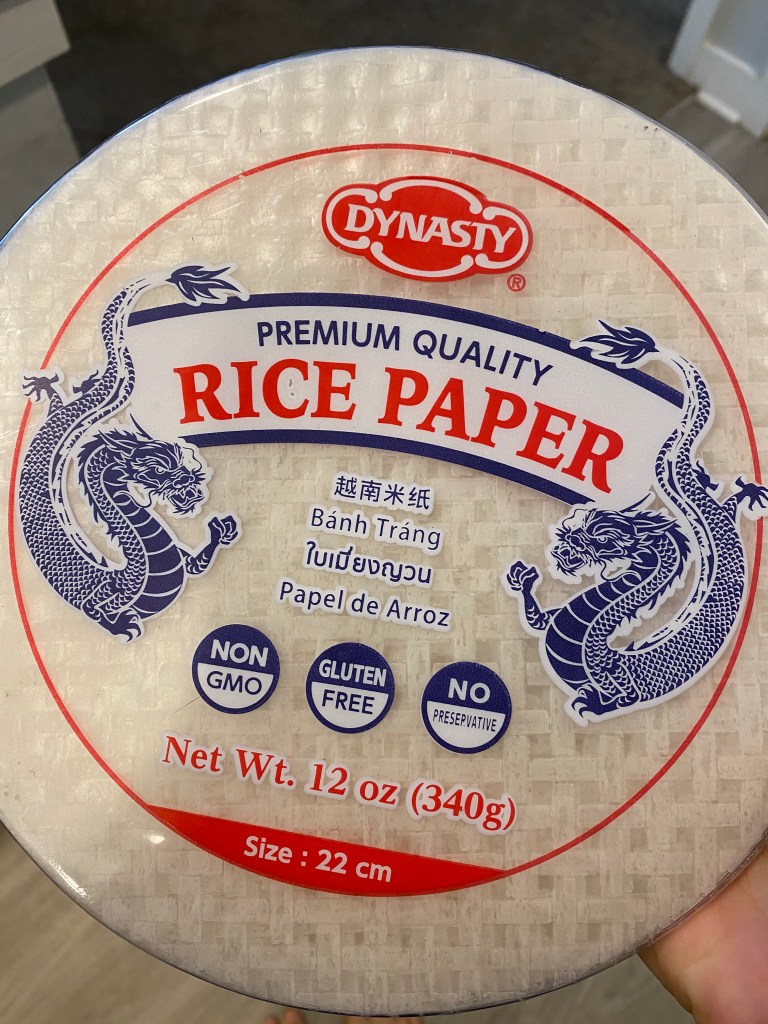 DYNASTY
®
PREMIUM QUALITY
RICE PAPER
越南米纸
Bánh Tráng
ใบเมี่ยงญวน
Papel de Arroz
NON
GMO
GLUTEN
FREE
NO
PRESERVATIVE
Net Wt. 12 oz (340g)
Size : 22 cm